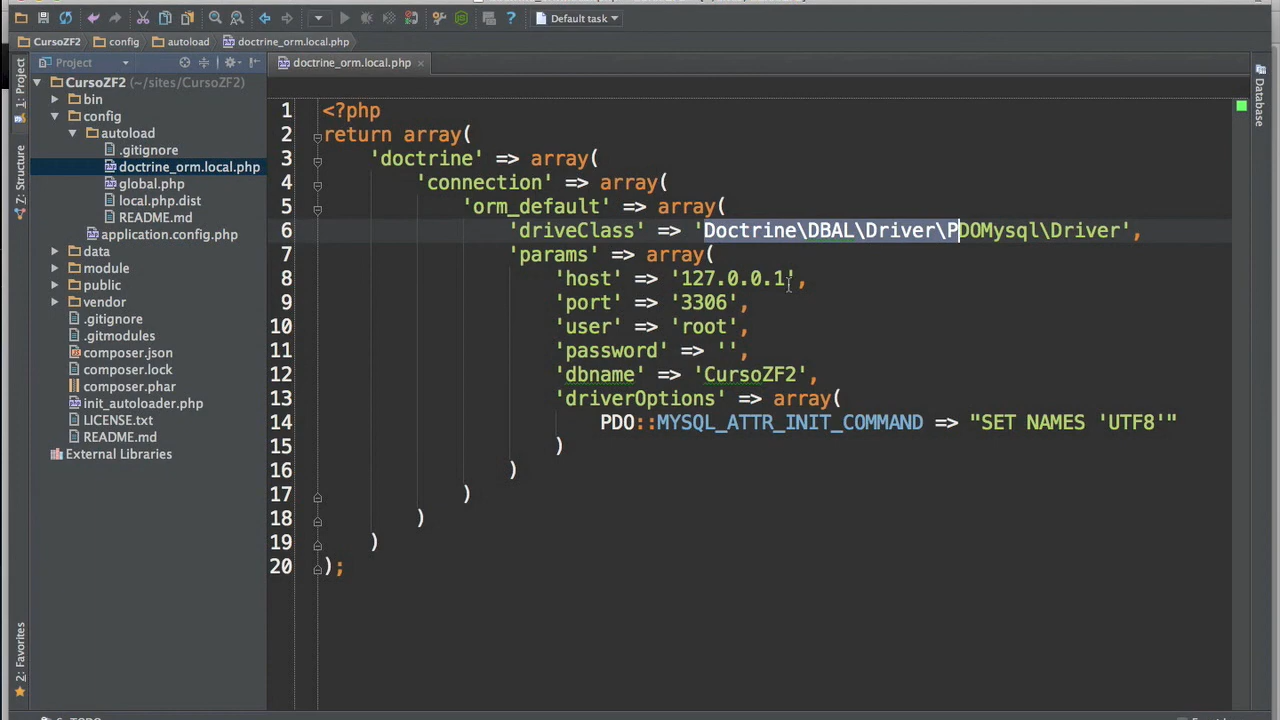 Default task
CursoZF2
config
autoload
doctrine_orm.local.php
1: Project
Project
doctrine_orm.local.php
Database
CursoZF2 (~/sites/CursoZF2)
bin
config
autoload
.gitignore
doctrine_orm.local.php
global.php
local.php.dist
README.md
application.config.php
data
module
public
vendor
.gitignore
.gitmodules
composer.json
composer.lock
composer.phar
init_autoloader.php
LICENSE.txt
README.md
External Libraries
Z: Structure
2: Favorites
1 <?php
2 return array(
3 'doctrine' => array(
4 'connection' => array(
5 'orm_default' => array(
6 'driveClass' => 'Doctrine\DBAL\Driver\PDOMysql\Driver',
7 'params' => array(
8 'host' => '127.0.0.1',
9 'port' => '3306',
10 'user' => 'root',
11 'password' => '',
12 'dbname' => 'CursoZF2',
13 'driverOptions' => array(
14 PDO::MYSQL_ATTR_INIT_COMMAND => "SET NAMES 'UTF8'"
15 )
16 )
17 )
18 )
19 )
20 );